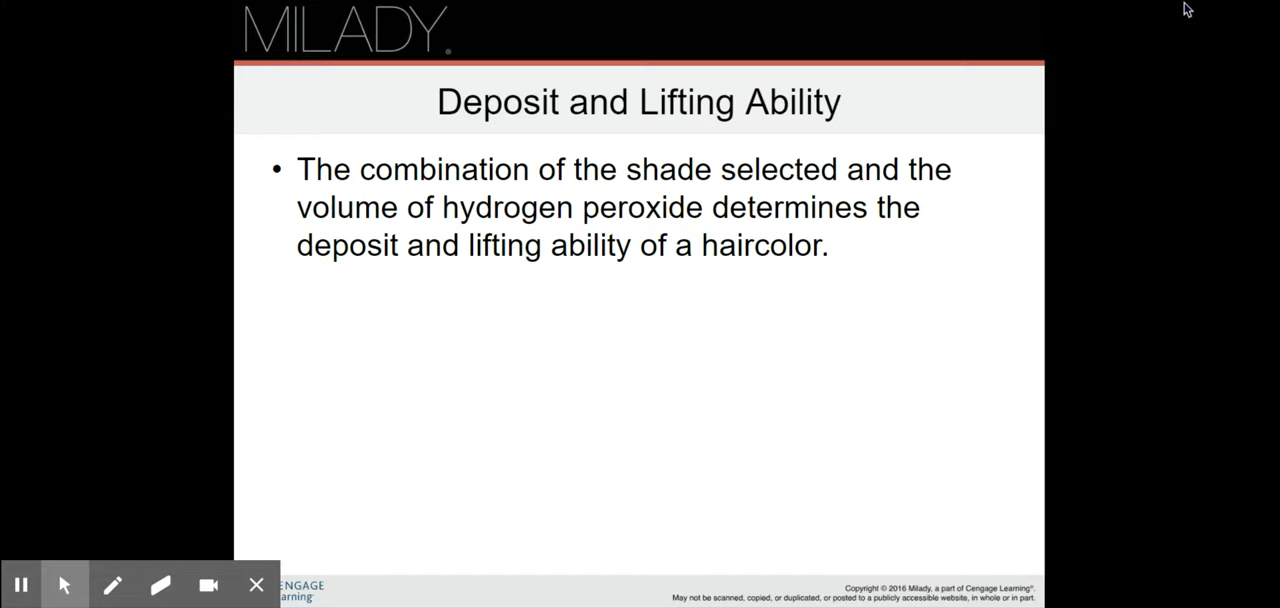 MILADY.
Deposit and Lifting Ability
• The combination of the shade selected and the
volume of hydrogen peroxide determines the
deposit and lifting ability of a haircolor.
ENGAGE
arning
Copyright © 2016 Milady, a part of Cengage Learning®.
May not be scanned, copied, or duplicated, or posted to a publicly accessible website, in whole or in part.